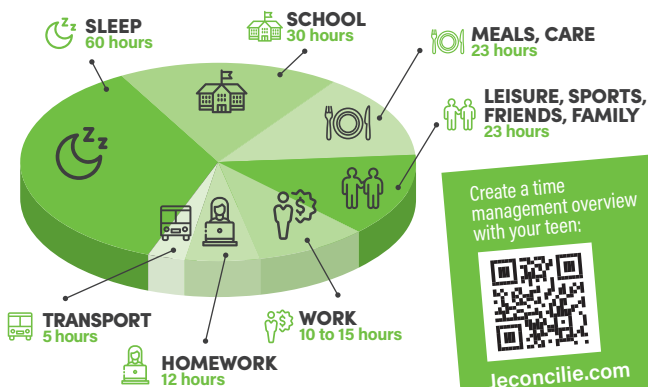 SLEEP
60 hours
SCHOOL
30 hours
MEALS, CARE
23 hours
LEISURE, SPORTS,
FRIENDS, FAMILY
23 hours
WORK
10 to 15 hours
HOMEWORK
12 hours
TRANSPORT
5 hours
Create a time
management overview
with your teen:
Jeconcilie.com